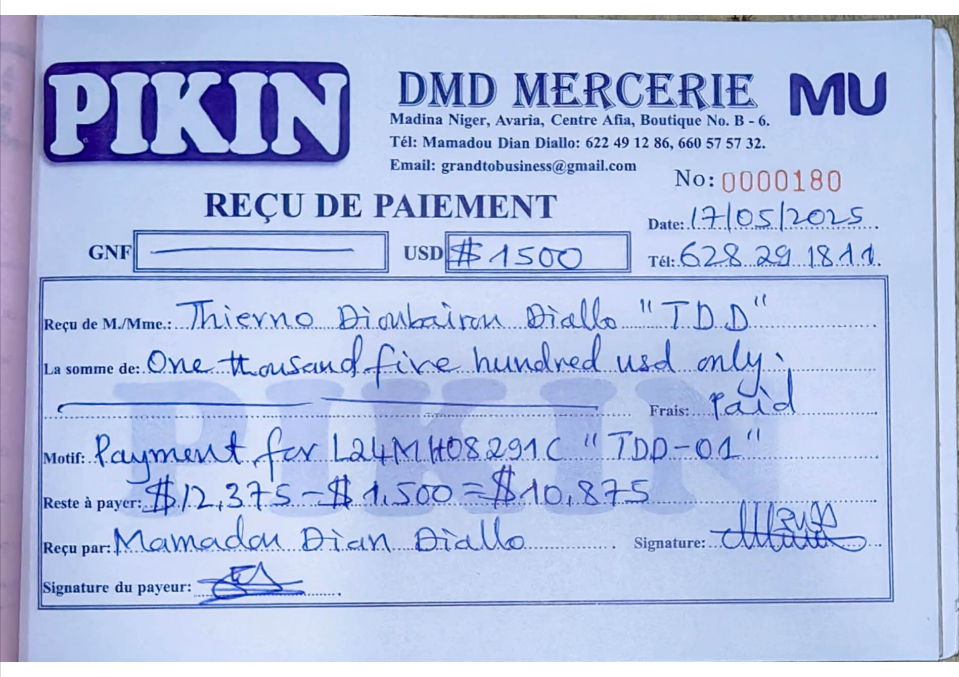 PIKIN
DMD MERCERIE
MU
Madina Niger, Avaria, Centre Afia, Boutique No. B - 6.
Tél: Mamadou Dian Diallo: 622 49 12 86, 660 57 57 32.
Email: grandtobusiness@gmail.com
No: 0000180
REÇU DE PAIEMENT
Date: 17/05/2025
GNF
USD $ 1500
Tél: 628 29 18 11
Reçu de M./Mme.: Thierno Dioubairou Diallo "TDD"
La somme de: One thousand five hundred usd only.
Frais: Paid
Motif: Payment for L24MH08291C "TDD-01"
Reste à payer: $12,375 - $1,500 = $10,875
Reçu par: Mamadou Dian Diallo
Signature:
Signature du payeur:
PIKIN